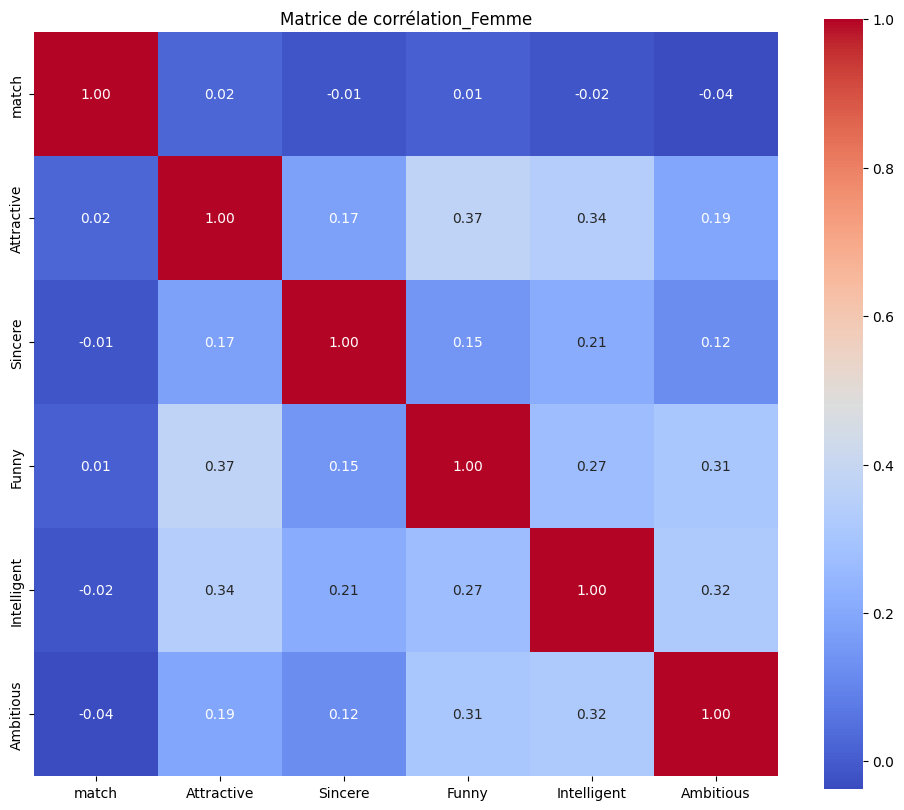 Matrice de corrélation_Femme
match 1.00 0.02 -0.01 0.01 -0.02 -0.04
Attractive 0.02 1.00 0.17 0.37 0.34 0.19
Sincere -0.01 0.17 1.00 0.15 0.21 0.12
Funny 0.01 0.37 0.15 1.00 0.27 0.31
Intelligent -0.02 0.34 0.21 0.27 1.00 0.32
Ambitious -0.04 0.19 0.12 0.31 0.32 1.00
match Attractive Sincere Funny Intelligent Ambitious
1.0
0.8
0.6
0.4
0.2
0.0